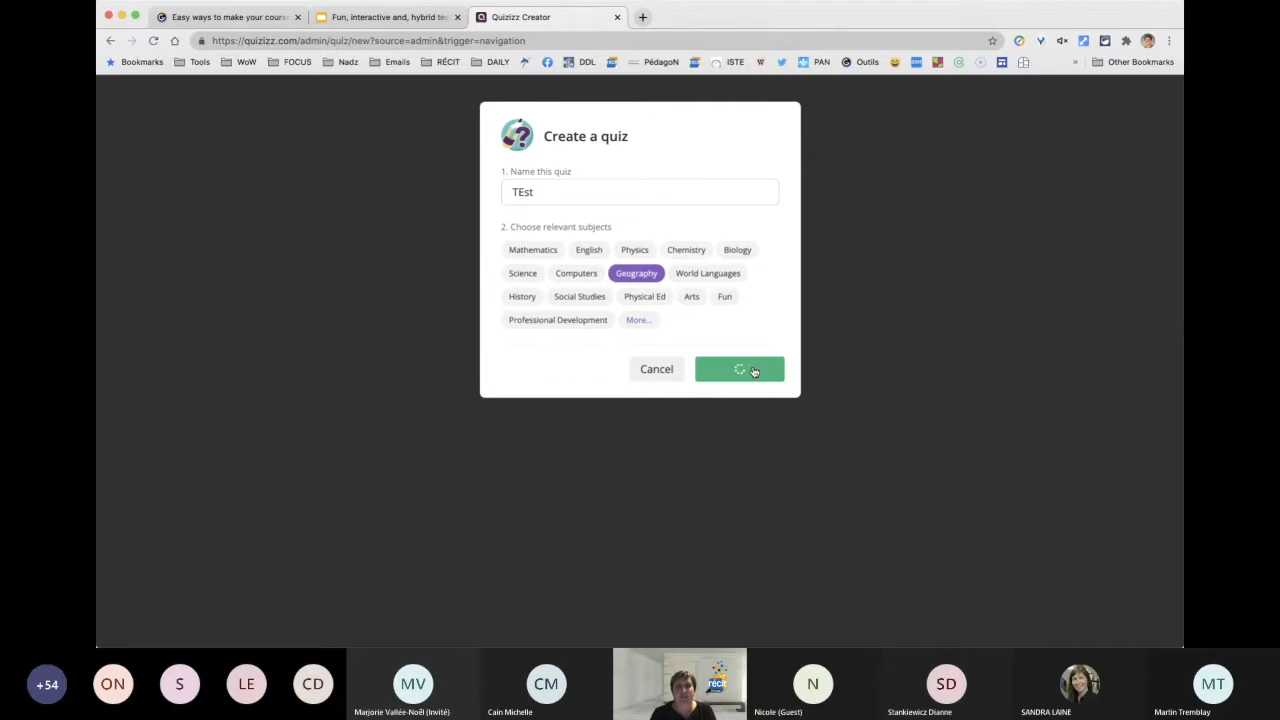 Easy ways to make your cours
Fun, interactive and, hybrid te
Quizizz Creator
https://quizizz.com/admin/quiz/new?source=admin&trigger=navigation
Bookmarks Tools WoW FOCUS Nadz Emails RÉCIT DAILY DDL PédagoN ISTE W PAN Outils » Other Bookmarks
Create a quiz
1. Name this quiz
TEst
2. Choose relevant subjects
Mathematics English Physics Chemistry Biology
Science Computers Geography World Languages
History Social Studies Physical Ed Arts Fun
Professional Development More...
Cancel
+54 ON S LE CD MV CM récit N SD MT
Marjorie Vallée-Noël (Invité) Cain Michelle Nicole (Guest) Stankiewicz Dianne SANDRA LAINE Martin Tremblay